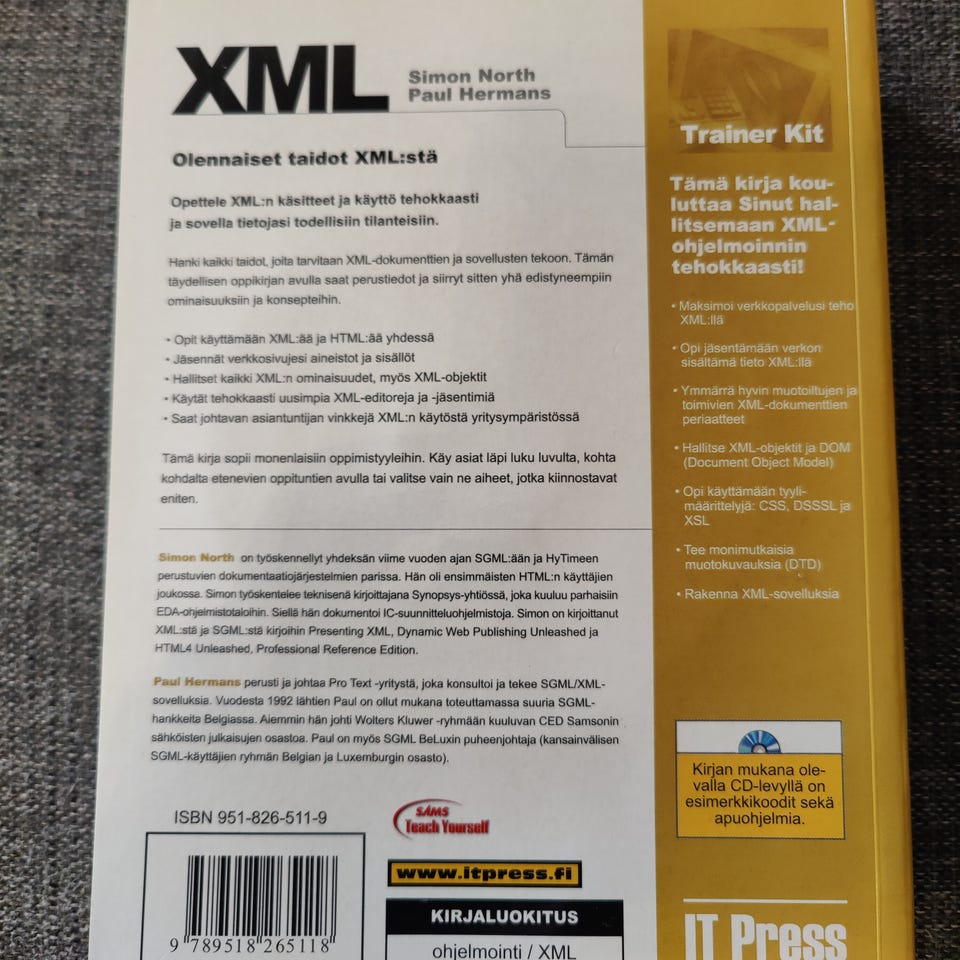 XML
Simon North
Paul Hermans
Olennaiset taidot XML:stä
Opettele XML:n käsitteet ja käyttö tehokkaasti
ja sovella tietojasi todellisiin tilanteisiin.
Hanki kaikki taidot, joita tarvitaan XML-dokumenttien ja sovellusten tekoon. Tämän
täydellisen oppikirjan avulla saat perustiedot ja siirryt sitten yhä edistyneempiin
ominaisuuksiin ja konsepteihin.
• Opit käyttämään XML:ää ja HTML:ää yhdessä
• Jäsennät verkkosivujesi aineistot ja sisällöt
• Hallitset kaikki XML:n ominaisuudet, myös XML-objektit
• Käytät tehokkaasti uusimpia XML-editoreja ja -jäsentimiä
• Saat johtavan asiantuntijan vinkkejä XML:n käytöstä yritysympäristössä
Tämä kirja sopii monenlaisiin oppimistyyleihin. Käy asiat läpi luku luvulta, kohta
kohdalta etenevien oppituntien avulla tai valitse vain ne aiheet, jotka kiinnostavat
eniten.
Simon North on työskennellyt yhdeksän viime vuoden ajan SGML:ään ja HyTimeen
perustuvien dokumentaatiojärjestelmien parissa. Hän oli ensimmäisten HTML:n käyttäjien
joukossa. Simon työskentelee teknisenä kirjoittajana Synopsys-yhtiössä, joka kuuluu parhaisiin
EDA-ohjelmistotaloihin. Siellä hän dokumentoi IC-suunnitteluohjelmistoja. Simon on kirjoittanut
XML:stä ja SGML:stä kirjoihin Presenting XML, Dynamic Web Publishing Unleashed ja
HTML4 Unleashed, Professional Reference Edition.
Paul Hermans perusti ja johtaa Pro Text -yritystä, joka konsultoi ja tekee SGML/XML-
sovelluksia. Vuodesta 1992 lähtien Paul on ollut mukana toteuttamassa suuria SGML-
hankkeita Belgiassa. Aiemmin hän johti Wolters Kluwer -ryhmään kuuluvan CED Samsonin
sähköisten julkaisujen osastoa. Paul on myös SGML BeLuxin puheenjohtaja (kansainvälisen
SGML-käyttäjien ryhmän Belgian ja Luxemburgin osasto).
ISBN 951-826-511-9
9 789518 265118
SAMS
Teach Yourself
www.itpress.fi
KIRJALUOKITUS
ohjelmointi / XML
Trainer Kit
Tämä kirja kou-
luttaa Sinut hal-
litsemaan XML-
ohjelmoinnin
tehokkaasti!
• Maksimoi verkkopalvelusi teho
XML:llä
• Opi jäsentämään verkon
sisältämä tieto XML:llä
• Ymmärrä hyvin muotoiltujen ja
toimivien XML-dokumenttien
periaatteet
• Hallitse XML-objektit ja DOM
(Document Object Model)
• Opi käyttämään tyyli-
määrittelyjä: CSS, DSSSL ja
XSL
• Tee monimutkaisia
muotokuvauksia (DTD)
• Rakenna XML-sovelluksia
Kirjan mukana ole-
valla CD-levyllä on
esimerkkikoodit sekä
apuohjelmia.
IT Press